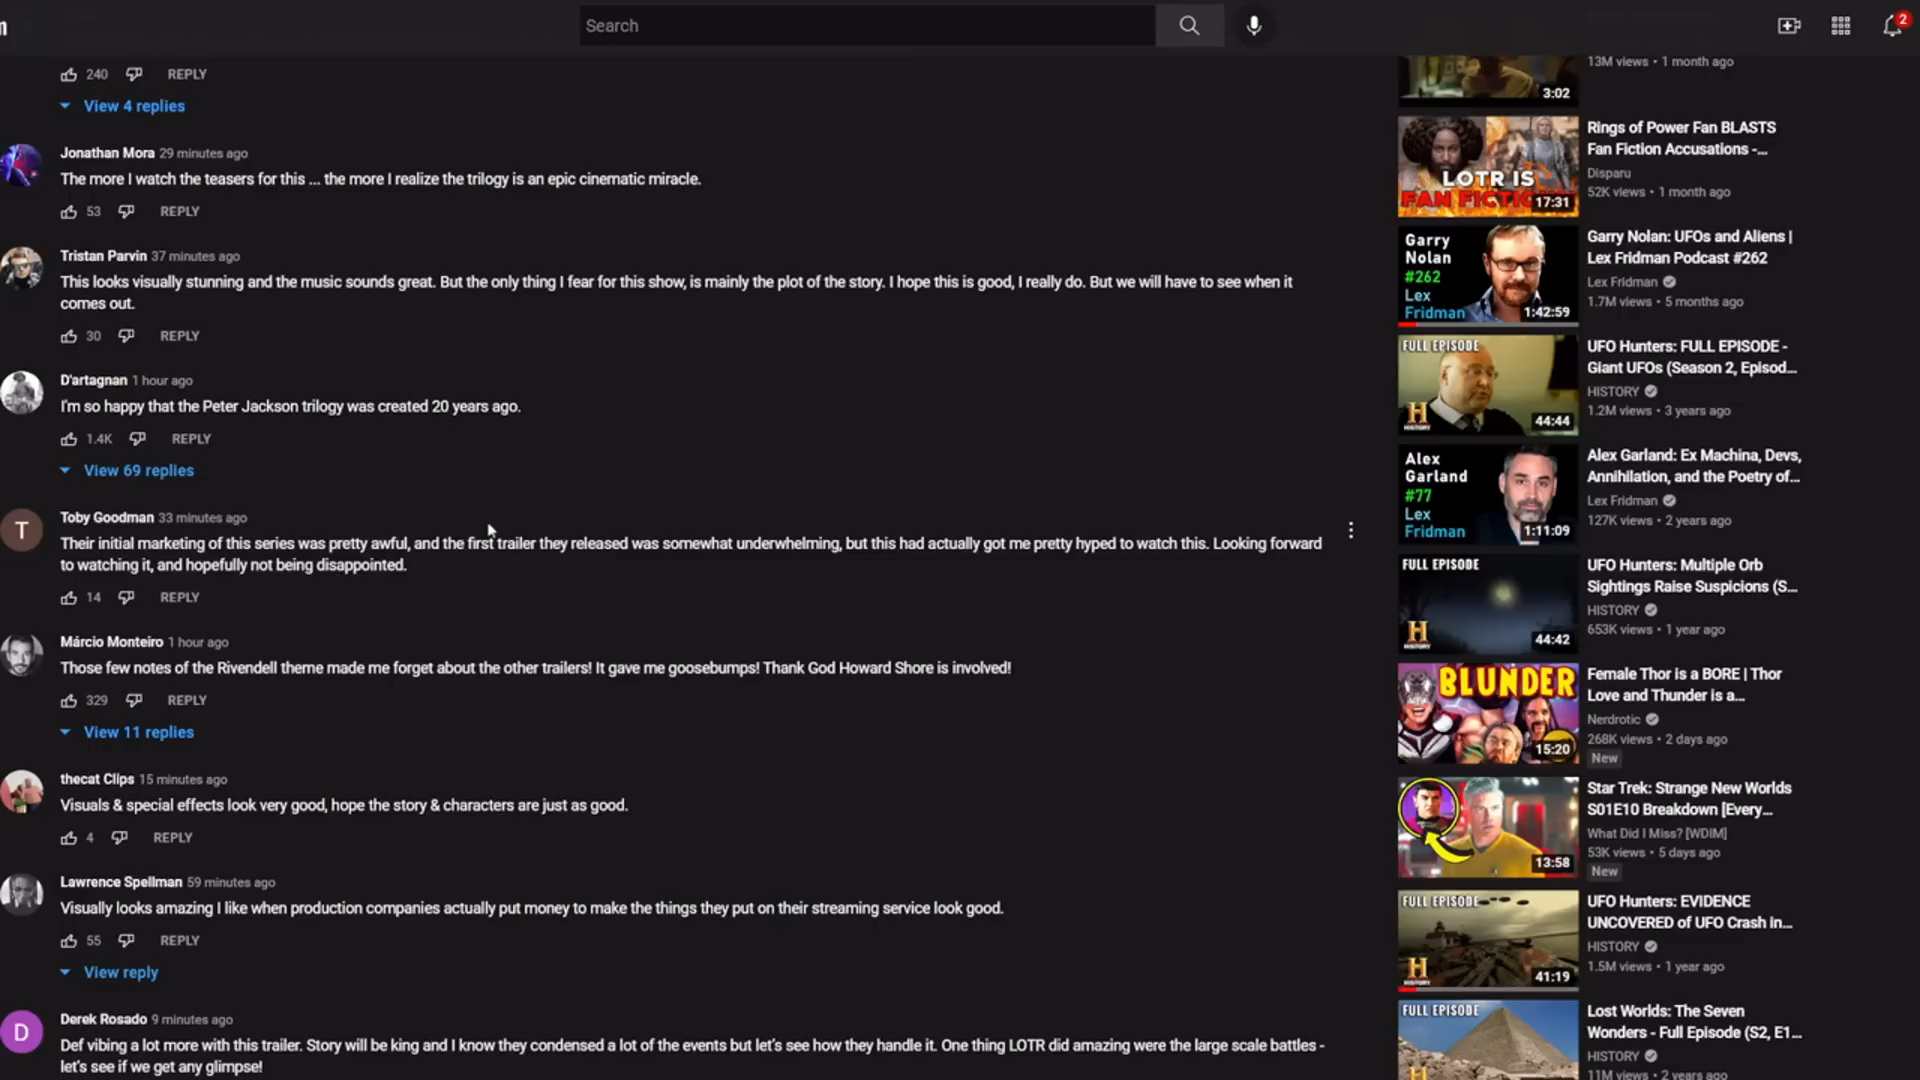 m
Search
2
240 REPLY
View 4 replies
Jonathan Mora 29 minutes ago
The more I watch the teasers for this ... the more I realize the trilogy is an epic cinematic miracle.
53 REPLY
Tristan Parvin 37 minutes ago
This looks visually stunning and the music sounds great. But the only thing I fear for this show, is mainly the plot of the story. I hope this is good, I really do. But we will have to see when it
comes out.
30 REPLY
D'artagnan 1 hour ago
I'm so happy that the Peter Jackson trilogy was created 20 years ago.
1.4K REPLY
View 69 replies
T
Toby Goodman 33 minutes ago
Their initial marketing of this series was pretty awful, and the first trailer they released was somewhat underwhelming, but this had actually got me pretty hyped to watch this. Looking forward
to watching it, and hopefully not being disappointed.
14 REPLY
Márcio Monteiro 1 hour ago
Those few notes of the Rivendell theme made me forget about the other trailers! It gave me goosebumps! Thank God Howard Shore is involved!
329 REPLY
View 11 replies
thecat Clips 15 minutes ago
Visuals & special effects look very good, hope the story & characters are just as good.
4 REPLY
Lawrence Spellman 59 minutes ago
Visually looks amazing I like when production companies actually put money to make the things they put on their streaming service look good.
55 REPLY
View reply
D
Derek Rosado 9 minutes ago
Def vibing a lot more with this trailer. Story will be king and I know they condensed a lot of the events but let's see how they handle it. One thing LOTR did amazing were the large scale battles -
let's see if we get any glimpse!
3:02
13M views • 1 month ago
LOTR IS
FAN FICTIO
17:31
Rings of Power Fan BLASTS
Fan Fiction Accusations -...
Disparu
52K views • 1 month ago
Garry
Nolan
#262
Lex
Fridman
1:42:59
Garry Nolan: UFOs and Aliens |
Lex Fridman Podcast #262
Lex Fridman
1.7M views • 5 months ago
FULL EPISODE
H
HISTORY
44:44
UFO Hunters: FULL EPISODE -
Giant UFOs (Season 2, Episod...
HISTORY
1.2M views • 3 years ago
Alex
Garland
#77
Lex
Fridman
1:11:09
Alex Garland: Ex Machina, Devs,
Annihilation, and the Poetry of...
Lex Fridman
127K views • 2 years ago
FULL EPISODE
H
HISTORY
44:42
UFO Hunters: Multiple Orb
Sightings Raise Suspicions (S...
HISTORY
653K views • 1 year ago
BLUNDER
15:20
Female Thor is a BORE | Thor
Love and Thunder is a...
Nerdrotic
268K views • 2 days ago
New
13:58
Star Trek: Strange New Worlds
S01E10 Breakdown [Every...
What Did I Miss? [WDIM]
53K views • 5 days ago
New
FULL EPISODE
H
HISTORY
41:19
UFO Hunters: EVIDENCE
UNCOVERED of UFO Crash in...
HISTORY
1.5M views • 1 year ago
FULL EPISODE
H
Lost Worlds: The Seven
Wonders - Full Episode (S2, E1...
HISTORY
11M views • 2 years ago